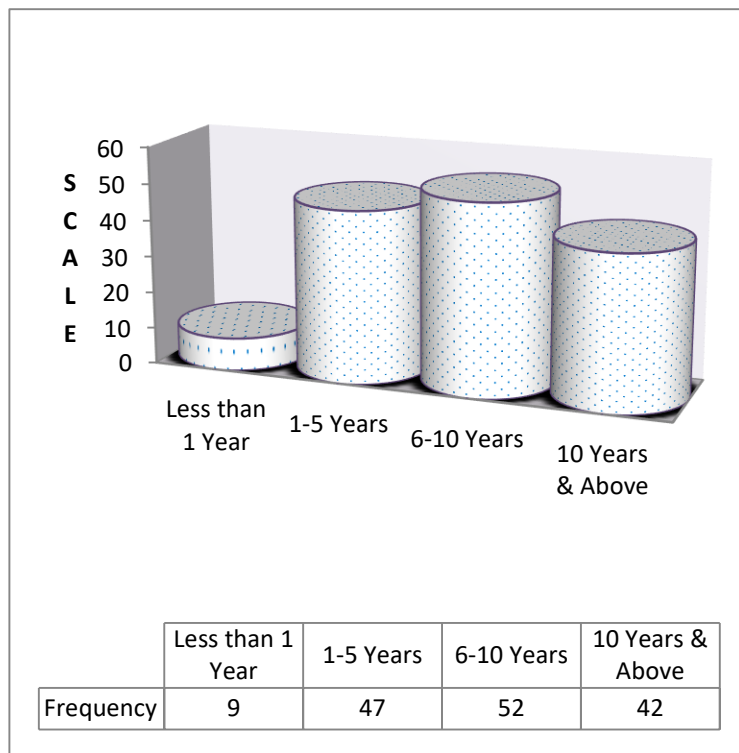 60
50
40
30
20
10
0
S
C
A
L
E
Less than
1 Year
1-5 Years
6-10 Years
10 Years
& Above
Less than 1
Year
1-5 Years
6-10 Years
10 Years &
Above
Frequency 9 47 52 42